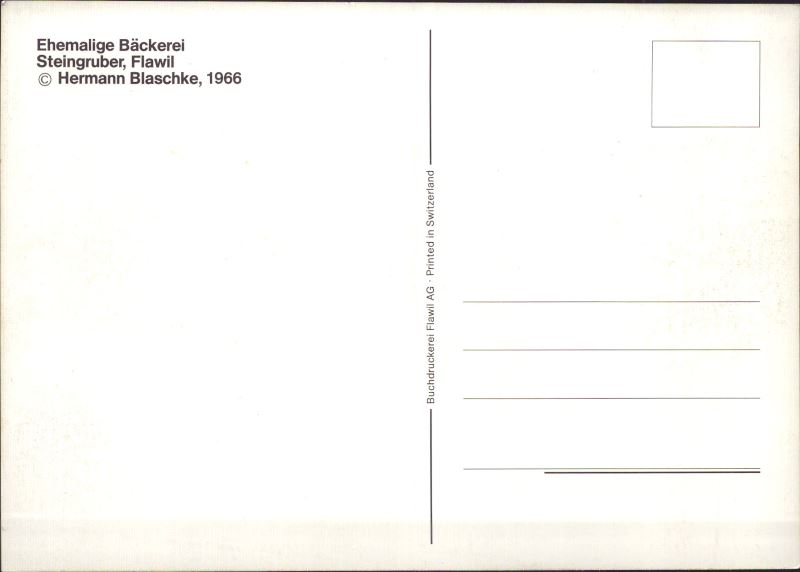 Ehemalige Bäckerei
Steingruber, Flawil
© Hermann Blaschke, 1966
Buchdruckerei Flawil AG · Printed in Switzerland